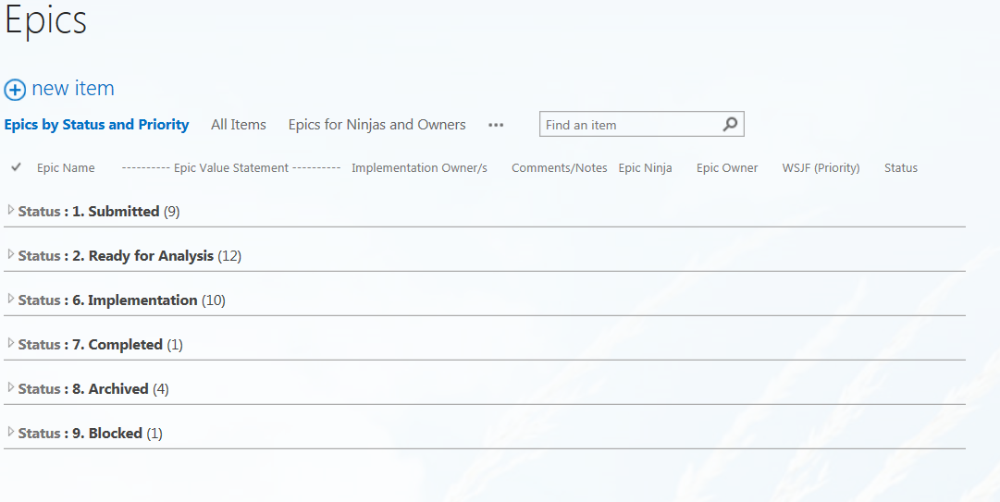 Epics
new item
Epics by Status and Priority All Items Epics for Ninjas and Owners ••• Find an item
Epic Name ---------- Epic Value Statement ---------- Implementation Owner/s Comments/Notes Epic Ninja Epic Owner WSJF (Priority) Status
Status : 1. Submitted (9)
Status : 2. Ready for Analysis (12)
Status : 6. Implementation (10)
Status : 7. Completed (1)
Status : 8. Archived (4)
Status : 9. Blocked (1)